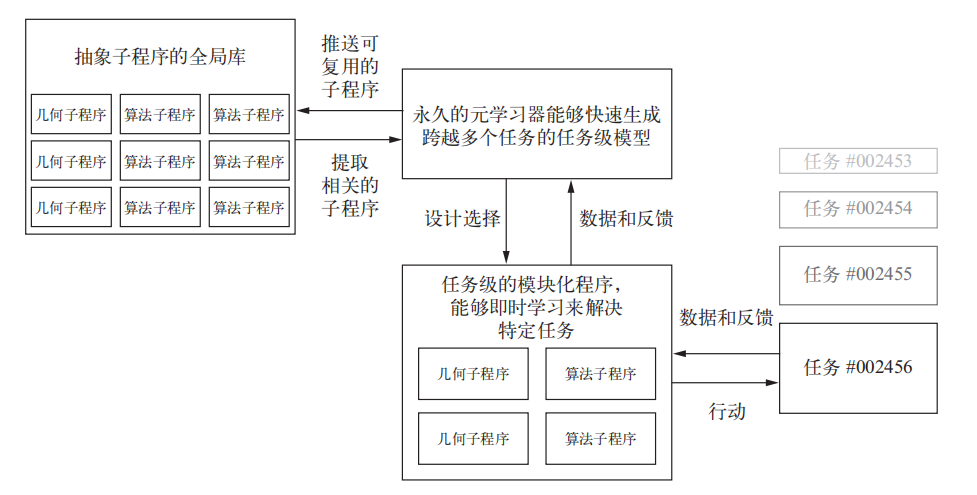 抽象子程序的全局库
几何子程序 算法子程序 算法子程序
几何子程序 算法子程序 算法子程序
几何子程序 算法子程序 算法子程序
推送可
复用的
子程序
提取
相关的
子程序
永久的元学习器能够快速生成
跨越多个任务的任务级模型
设计选择
数据和反馈
任务级的模块化程序，
能够即时学习来解决
特定任务
几何子程序 算法子程序
几何子程序 算法子程序
数据和反馈
行动
任务 #002453
任务 #002454
任务 #002455
任务 #002456